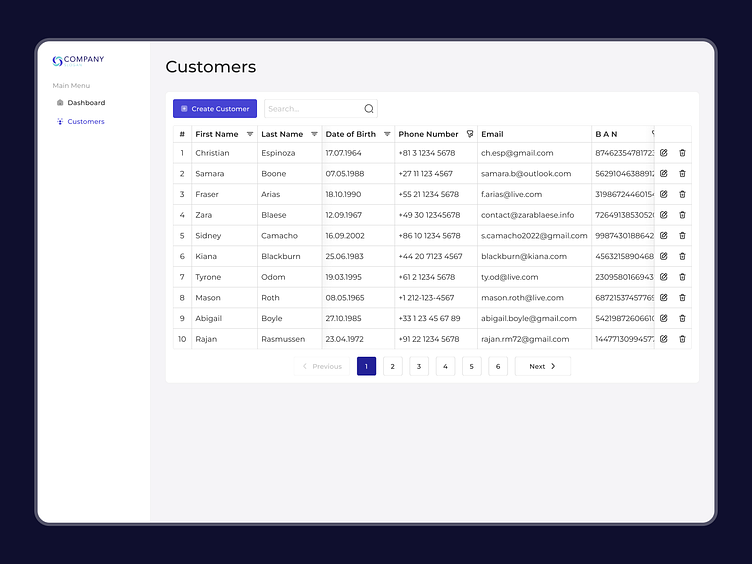 COMPANY
Main Menu
Dashboard
Customers
Customers
Create Customer
Search...
# First Name Last Name Date of Birth Phone Number Email B A N
1 Christian Espinoza 17.07.1964 +81 3 1234 5678 ch.esp@gmail.com 87462354781723
2 Samara Boone 07.05.1988 +27 11 123 4567 samara.b@outlook.com 56291046388912
3 Fraser Arias 18.10.1990 +55 21 1234 5678 f.arias@live.com 31986724460154
4 Zara Blaese 12.09.1967 +49 30 12345678 contact@zarablaese.info 72649138530520
5 Sidney Camacho 16.09.2002 +86 10 1234 5678 s.camacho2022@gmail.com 9987430188642
6 Kiana Blackburn 25.06.1983 +44 20 7123 4567 blackburn@kiana.com 45632158904688
7 Tyrone Odom 19.03.1995 +61 2 1234 5678 ty.od@live.com 23095801669432
8 Mason Roth 08.05.1965 +1 212-123-4567 mason.roth@live.com 68721537457769
9 Abigail Boyle 27.10.1985 +33 1 23 45 67 89 abigail.boyle@gmail.com 54219872606610
10 Rajan Rasmussen 23.04.1972 +91 22 1234 5678 rajan.rm72@gmail.com 14477130994577
Previous 1 2 3 4 5 6 Next